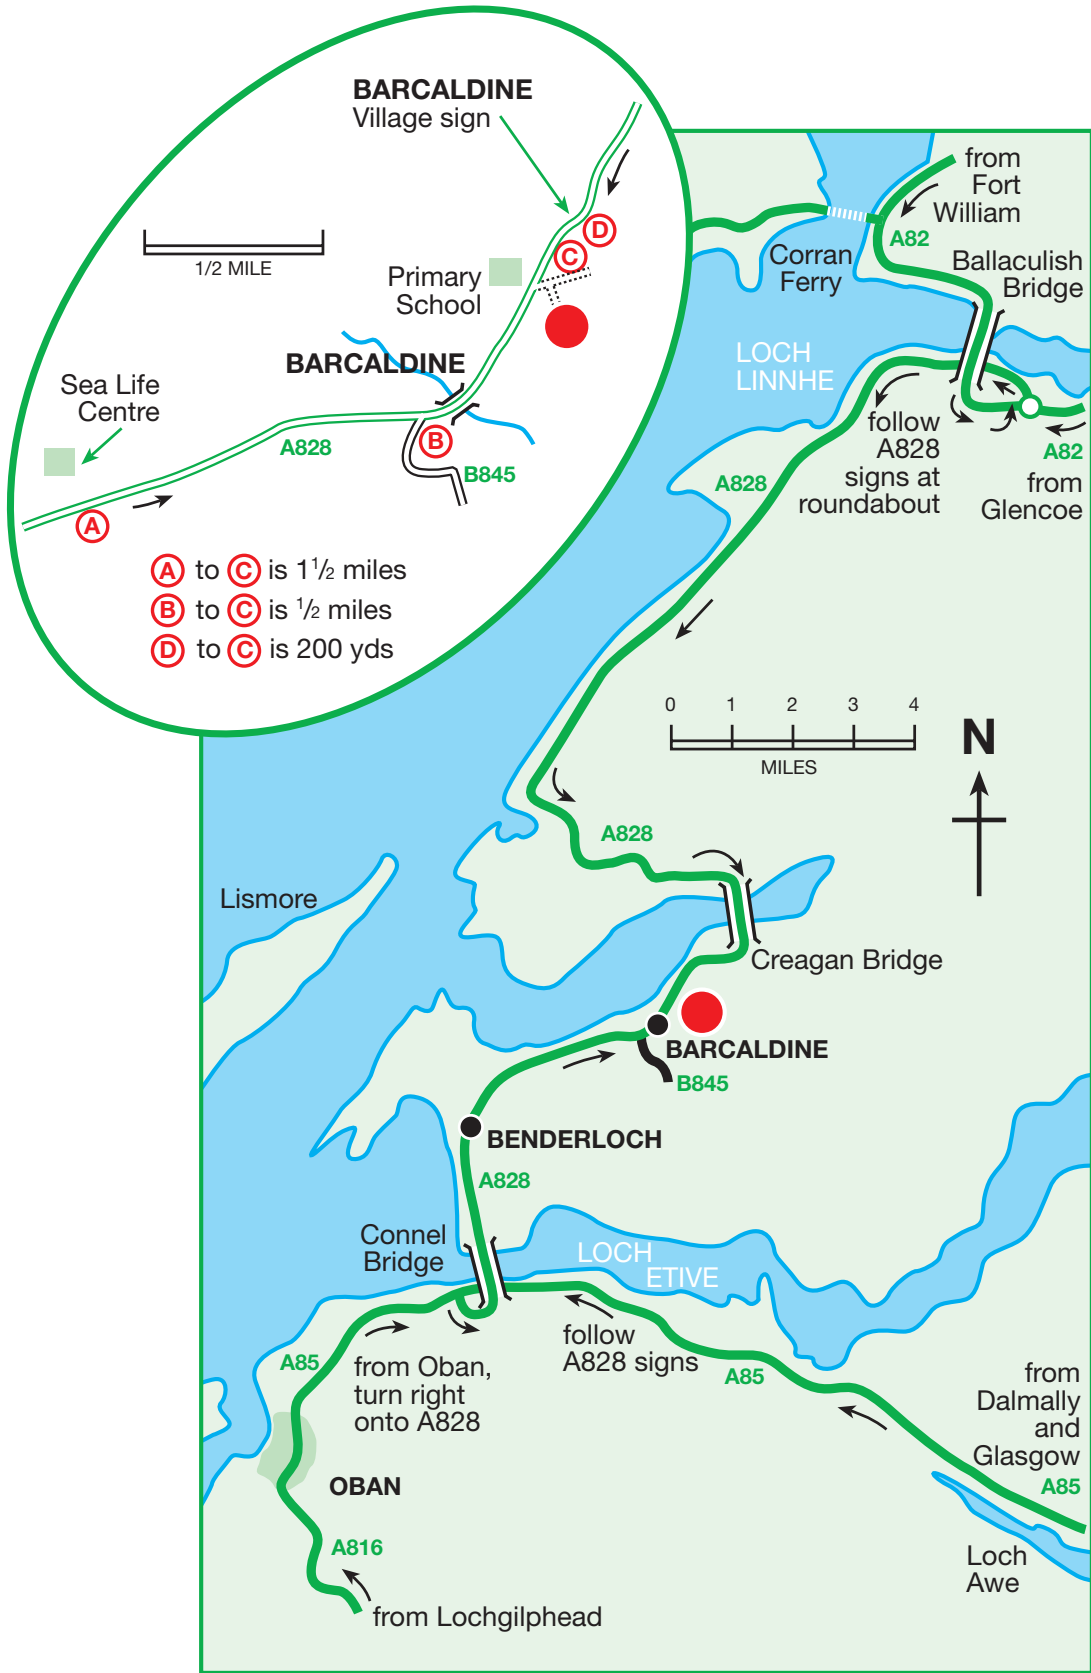 BARCALDINE
Village sign
D
C
1/2 MILE
Primary
School
BARCALDINE
Sea Life
Centre
A828
B
B845
A
A to C is 1 1/2 miles
B to C is 1/2 miles
D to C is 200 yds
from
Fort
William
A82
Corran
Ferry
Ballaculish
Bridge
LOCH
LINNHE
follow
A828
signs at
roundabout
A82
from
Glencoe
A828
0 1 2 3 4
MILES
N
A828
Lismore
Creagan Bridge
BARCALDINE
B845
BENDERLOCH
A828
Connel
Bridge
LOCH
ETIVE
follow
A828 signs
A85
from Oban,
turn right
onto A828
A85
from
Dalmally
and
Glasgow
A85
OBAN
A816
Loch
Awe
from Lochgilphead